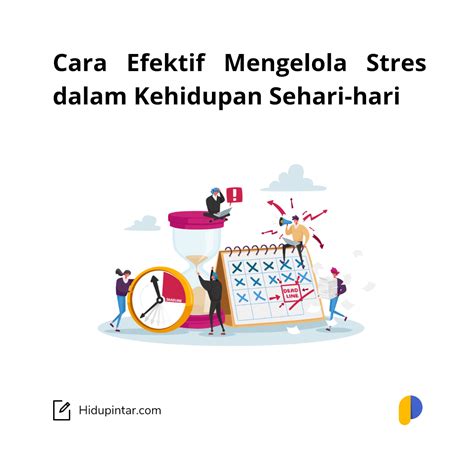 Cara Efektif Mengelola Stres
dalam Kehidupan Sehari-hari
!
DEAD
LINE
Hidupintar.com